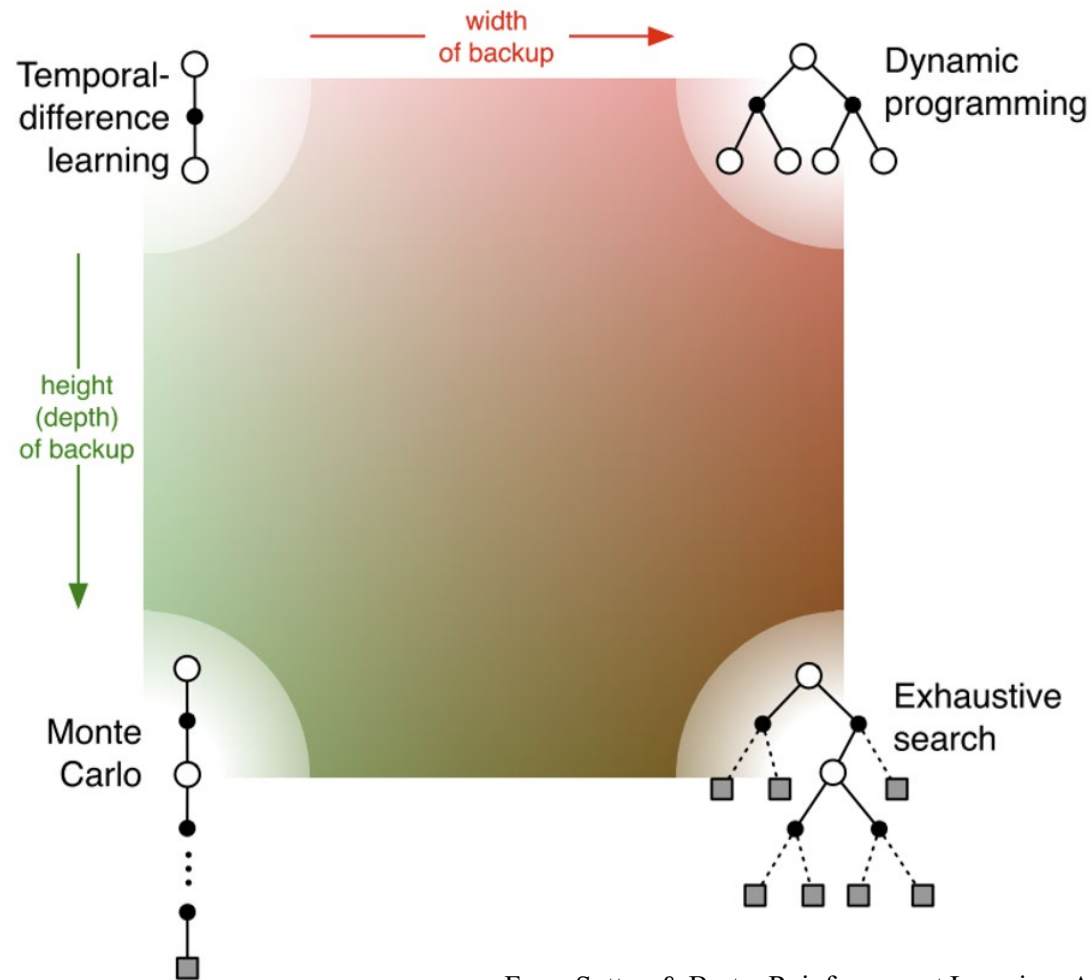 width
of backup
Temporal-
difference
learning
Dynamic
programming
height
(depth)
of backup
Monte
Carlo
Exhaustive
search